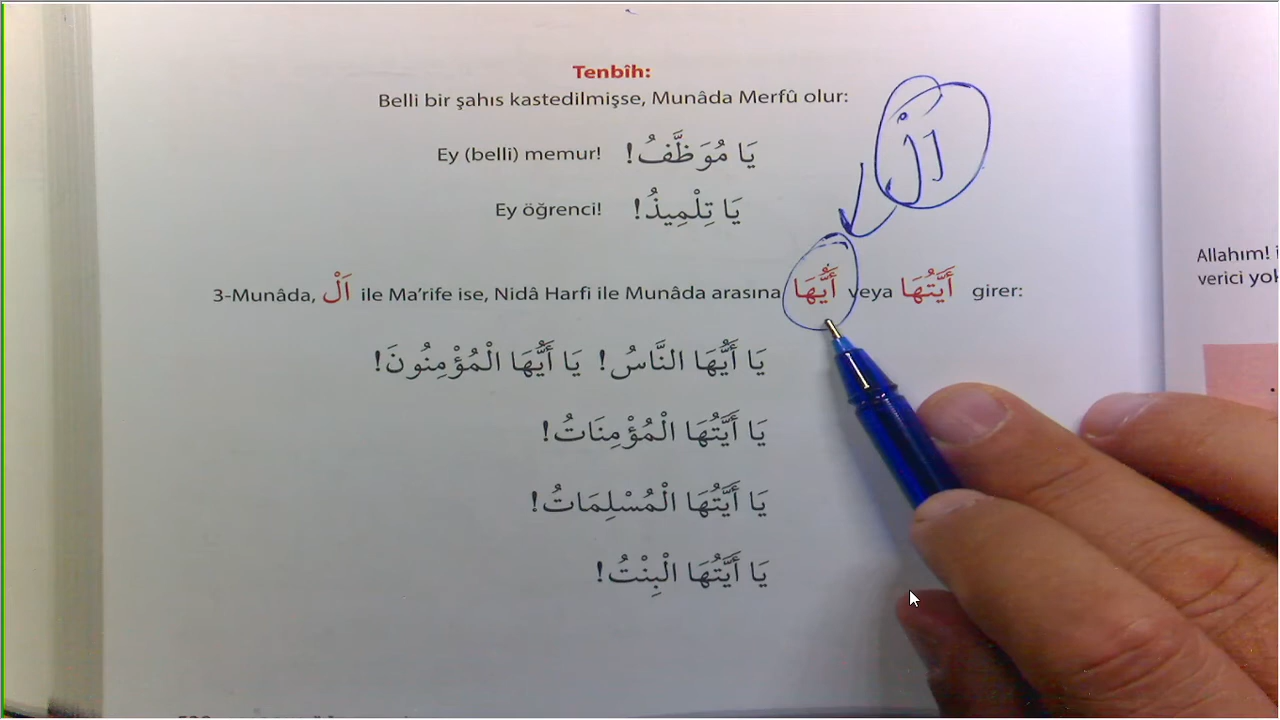 Tenbîh:
Belli bir şahıs kastedilmişse, Munâda Merfû olur:
Ey (belli) memur! يَا مُوَظَّفُ!
Ey öğrenci! يَا تِلْمِيذُ!
الْ
3-Munâda, اَلْ ile Ma’rife ise, Nidâ Harfi ile Munâda arasına أَيُّهَا veya أَيَّتُهَا girer:
يَا أَيُّهَا النَّاسُ! يَا أَيُّهَا الْمُؤْمِنُونَ!
يَا أَيَّتُهَا الْمُؤْمِنَاتُ!
يَا أَيَّتُهَا الْمُسْلِمَاتُ!
يَا أَيَّتُهَا الْبِنْتُ!
Allahım!
verici